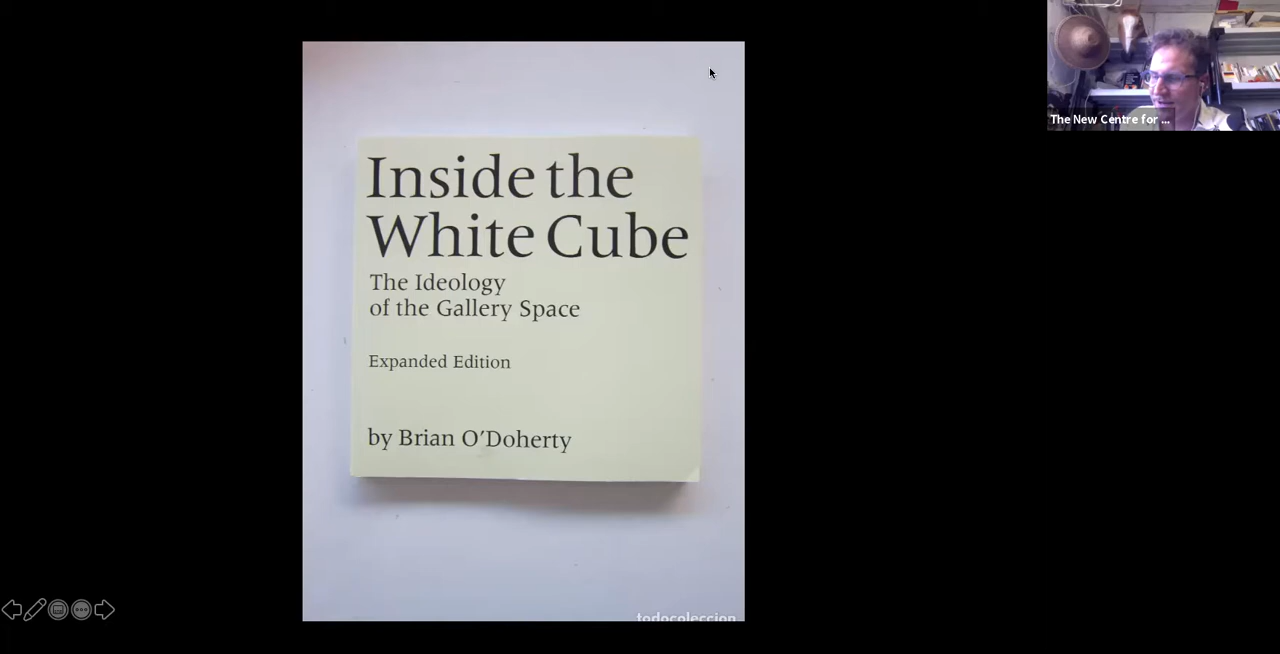 Inside the
White Cube
The Ideology
of the Gallery Space
Expanded Edition
by Brian O’Doherty
todocoleccion
The New Centre for ...